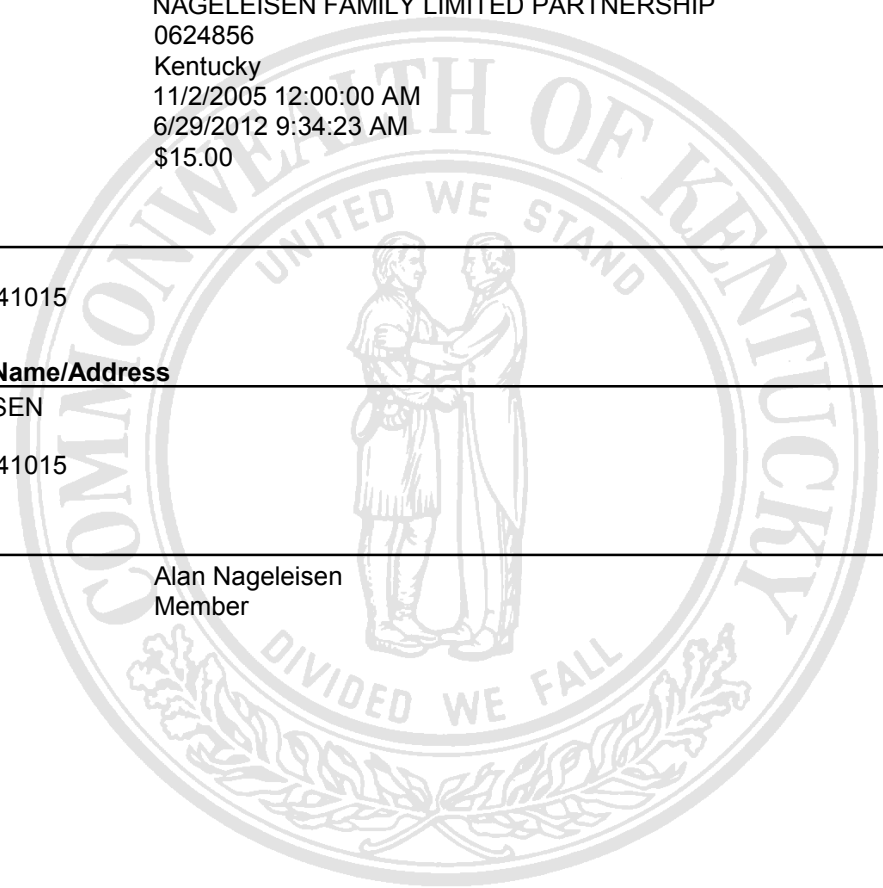 NAGELEISEN FAMILY LIMITED PARTNERSHIP
0624856
Kentucky
11/2/2005 12:00:00 AM
6/29/2012 9:34:23 AM
$15.00
41015
Name/Address
SEN
41015
Alan Nageleisen
Member
COMMONWEALTH OF KENTUCKY
UNITED WE STAND
DIVIDED WE FALL